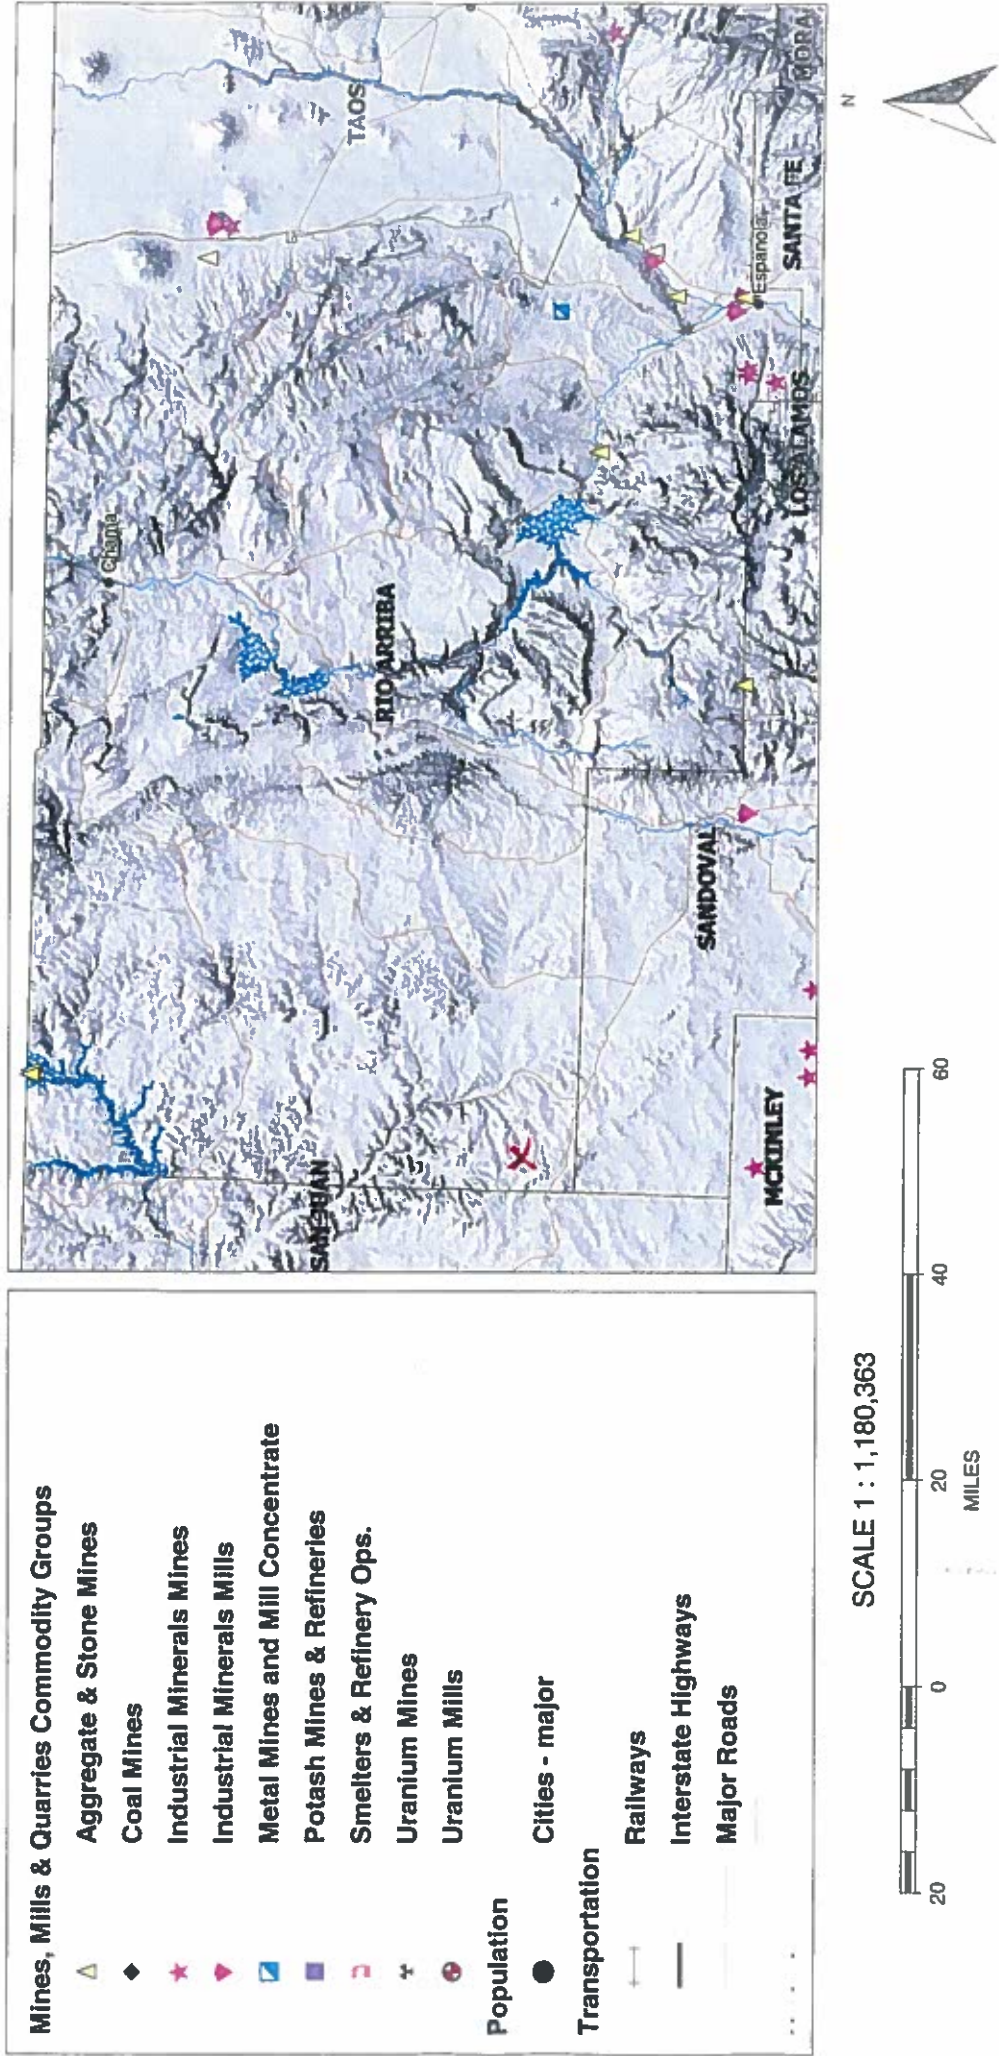 Mines, Mills & Quarries Commodity Groups
Aggregate & Stone Mines
Coal Mines
Industrial Minerals Mines
Industrial Minerals Mills
Metal Mines and Mill Concentrate
Potash Mines & Refineries
Smelters & Refinery Ops.
Uranium Mines
Uranium Mills
Population
Cities - major
Transportation
Railways
Interstate Highways
Major Roads
Chama
TAOS
SAN JUAN
RIO ARRIBA
Espanola
SANDOVAL
MCKINLEY
LOS ALAMOS
SANTA FE
MORA
N
SCALE 1 : 1,180,363
20 0 20 40 60
MILES